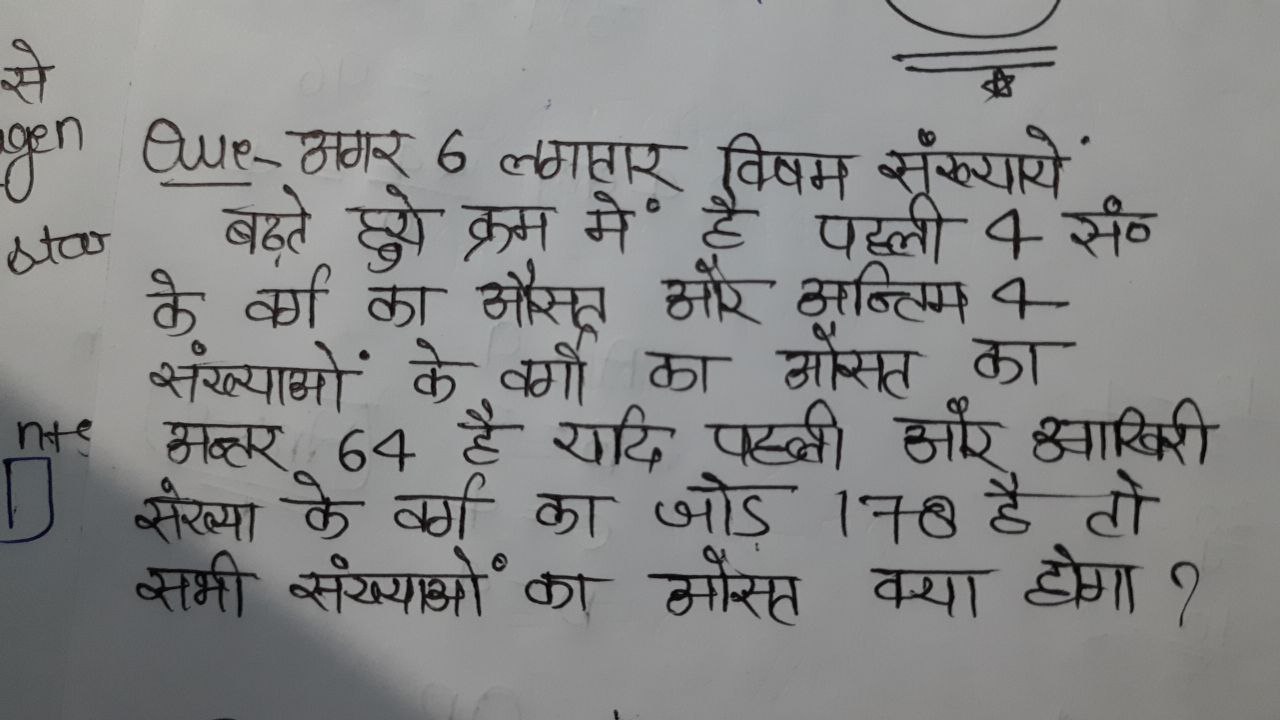 से
gen
star
n+e
Que- अगर 6 लगातार विषम संख्यायें
बढ़ते हुये क्रम में है पहली 4 सं०
के वर्ग का औसत और अन्तिम 4
संख्याओं के वर्गों का औसत का
अन्तर 64 है यदि पहली और आखिरी
संख्या के वर्ग का जोड़ 178 है तो
सभी संख्याओं का औसत क्या होगा ?